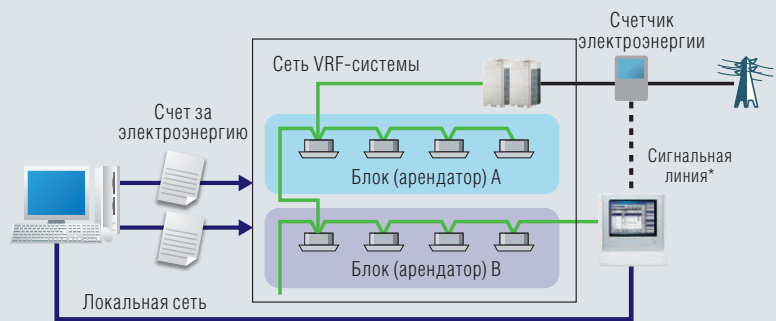 Счетчик
электроэнергии
Сеть VRF-системы
Счет за
электроэнергию
Блок (арендатор) А
Сигнальная
линия*
Блок (арендатор) В
Локальная сеть